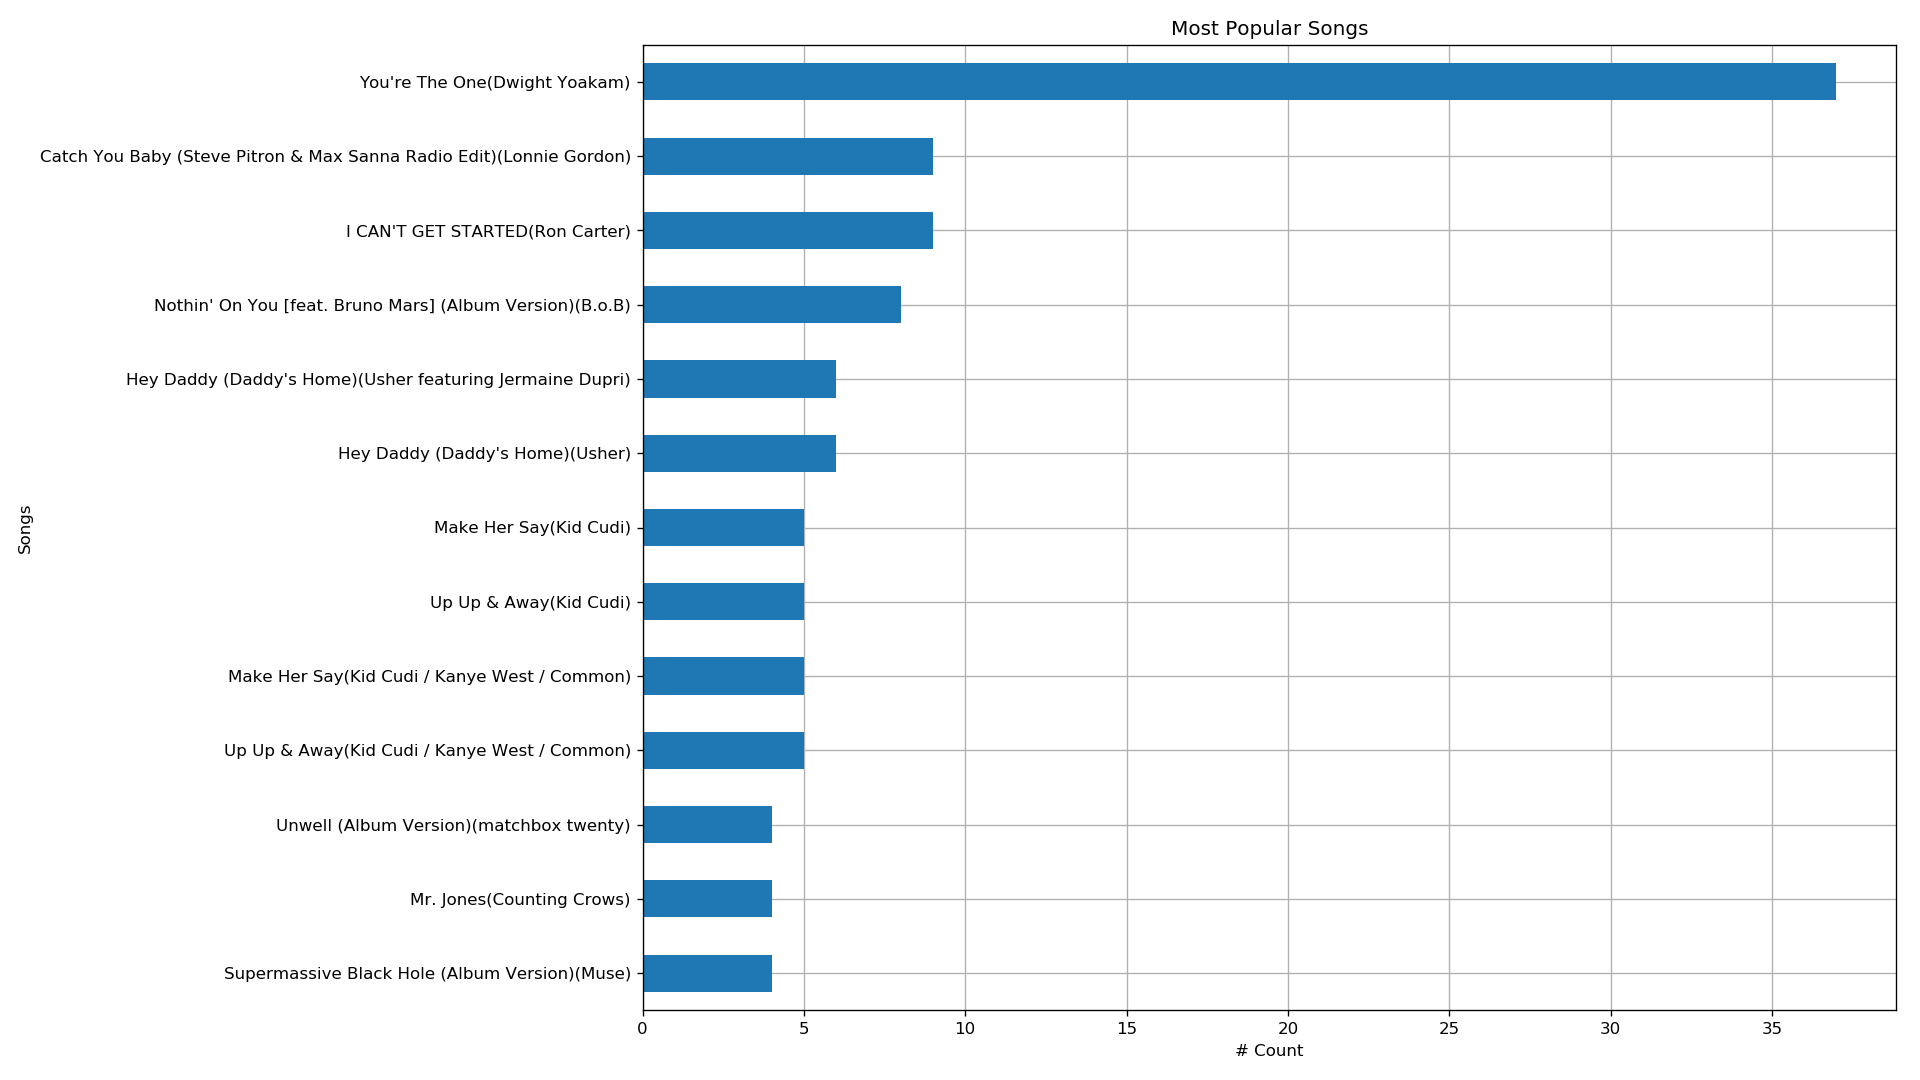 Most Popular Songs
You're The One(Dwight Yoakam)
Catch You Baby (Steve Pitron & Max Sanna Radio Edit)(Lonnie Gordon)
I CAN'T GET STARTED(Ron Carter)
Nothin' On You [feat. Bruno Mars] (Album Version)(B.o.B)
Hey Daddy (Daddy's Home)(Usher featuring Jermaine Dupri)
Hey Daddy (Daddy's Home)(Usher)
Make Her Say(Kid Cudi)
Up Up & Away(Kid Cudi)
Make Her Say(Kid Cudi / Kanye West / Common)
Up Up & Away(Kid Cudi / Kanye West / Common)
Unwell (Album Version)(matchbox twenty)
Mr. Jones(Counting Crows)
Supermassive Black Hole (Album Version)(Muse)
Songs
0 5 10 15 20 25 30 35
# Count